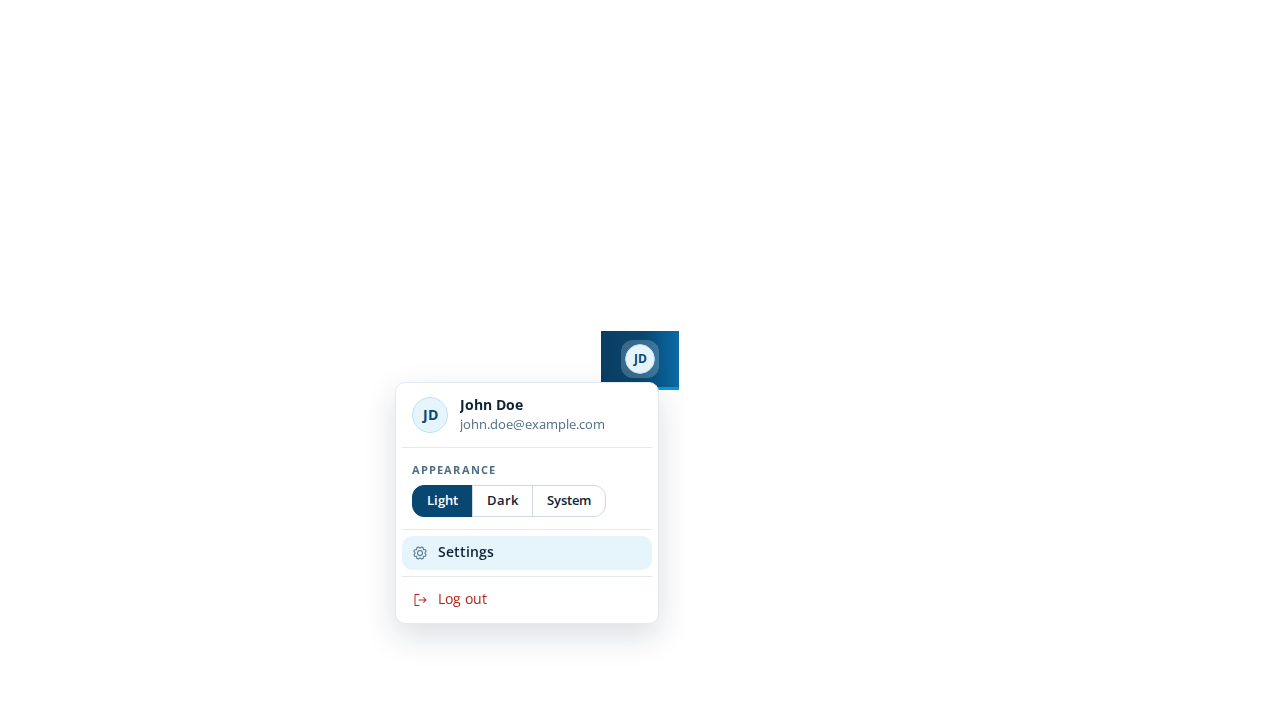 JD
JD
John Doe
john.doe@example.com
APPEARANCE
Light Dark System
Settings
Log out